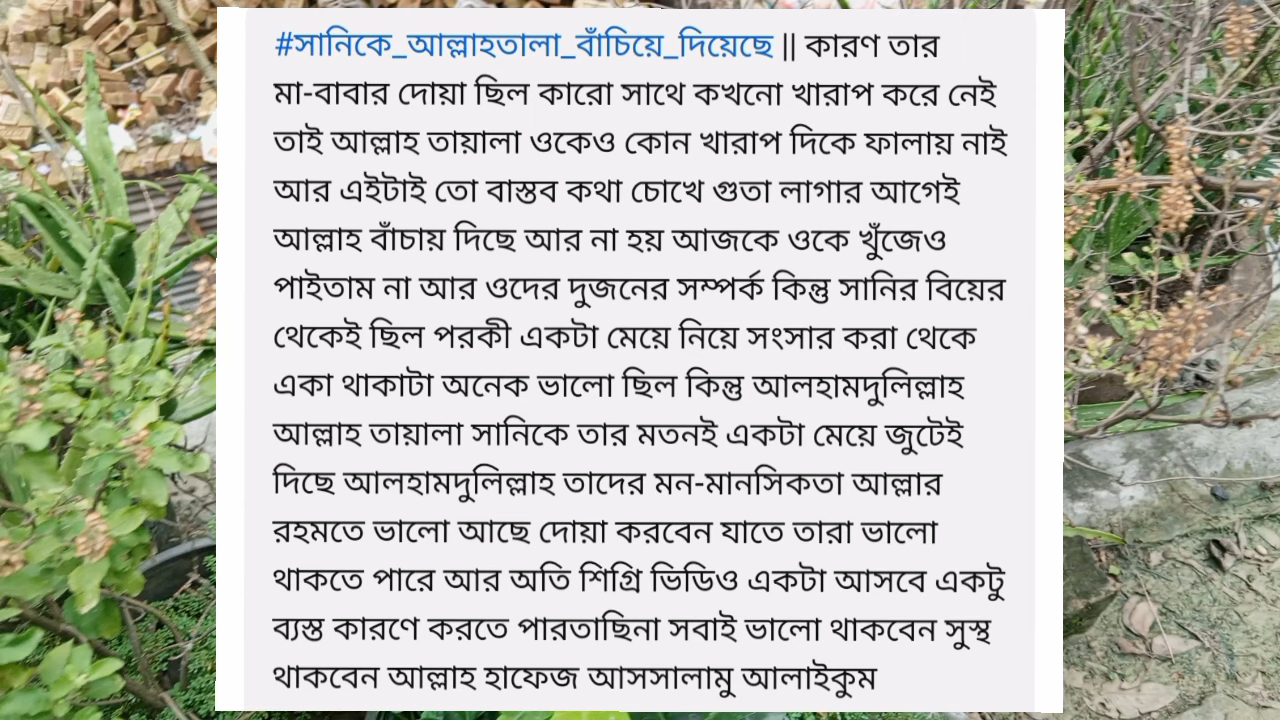 #সানিকে_আল্লাহতালা_বাঁচিয়ে_দিয়েছে || কারণ তার
মা-বাবার দোয়া ছিল কারো সাথে কখনো খারাপ করে নেই
তাই আল্লাহ তায়ালা ওকেও কোন খারাপ দিকে ফালায় নাই
আর এইটাই তো বাস্তব কথা চোখে গুতা লাগার আগেই
আল্লাহ বাঁচায় দিছে আর না হয় আজকে ওকে খুঁজেও
পাইতাম না আর ওদের দুজনের সম্পর্ক কিন্তু সানির বিয়ের
থেকেই ছিল পরকী একটা মেয়ে নিয়ে সংসার করা থেকে
একা থাকাটা অনেক ভালো ছিল কিন্তু আলহামদুলিল্লাহ
আল্লাহ তায়ালা সানিকে তার মতনই একটা মেয়ে জুটেই
দিছে আলহামদুলিল্লাহ তাদের মন-মানসিকতা আল্লার
রহমতে ভালো আছে দোয়া করবেন যাতে তারা ভালো
থাকতে পারে আর অতি শিগ্রি ভিডিও একটা আসবে একটু
ব্যস্ত কারণে করতে পারতাছিনা সবাই ভালো থাকবেন সুস্থ
থাকবেন আল্লাহ হাফেজ আসসালামু আলাইকুম